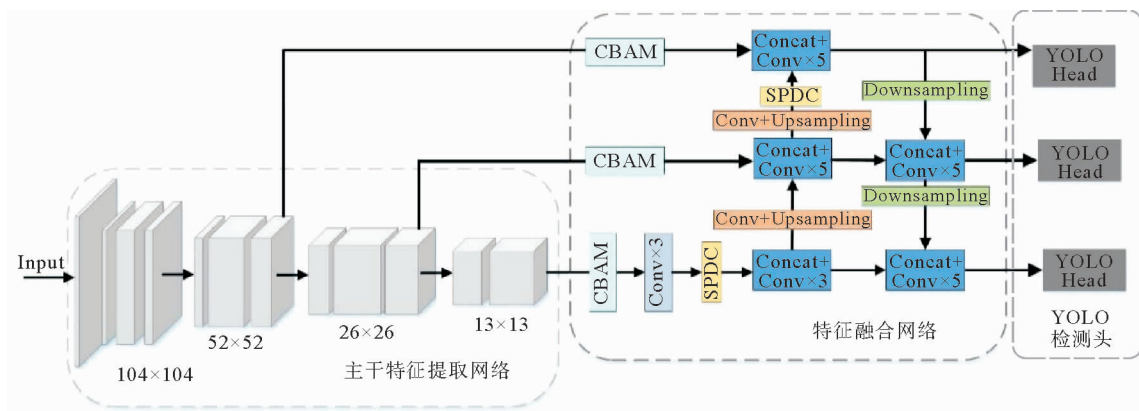 CBAM
Concat+
Conv×5
YOLO
Head
SPDC
Downsampling
Conv+Upsampling
CBAM
Concat+
Conv×5
Concat+
Conv×5
YOLO
Head
Conv+Upsampling
Downsampling
Input
CBAM
Conv×3
SPDC
Concat+
Conv×3
Concat+
Conv×5
YOLO
Head
104×104
52×52
26×26
13×13
主干特征提取网络
特征融合网络
YOLO
检测头